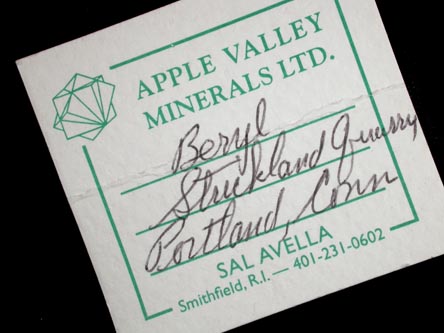 APPLE VALLEY
MINERALS LTD.
Beryl
Strickland Quarry
Portland, Conn
SAL AVELLA
Smithfield, R.I. — 401-231-0602